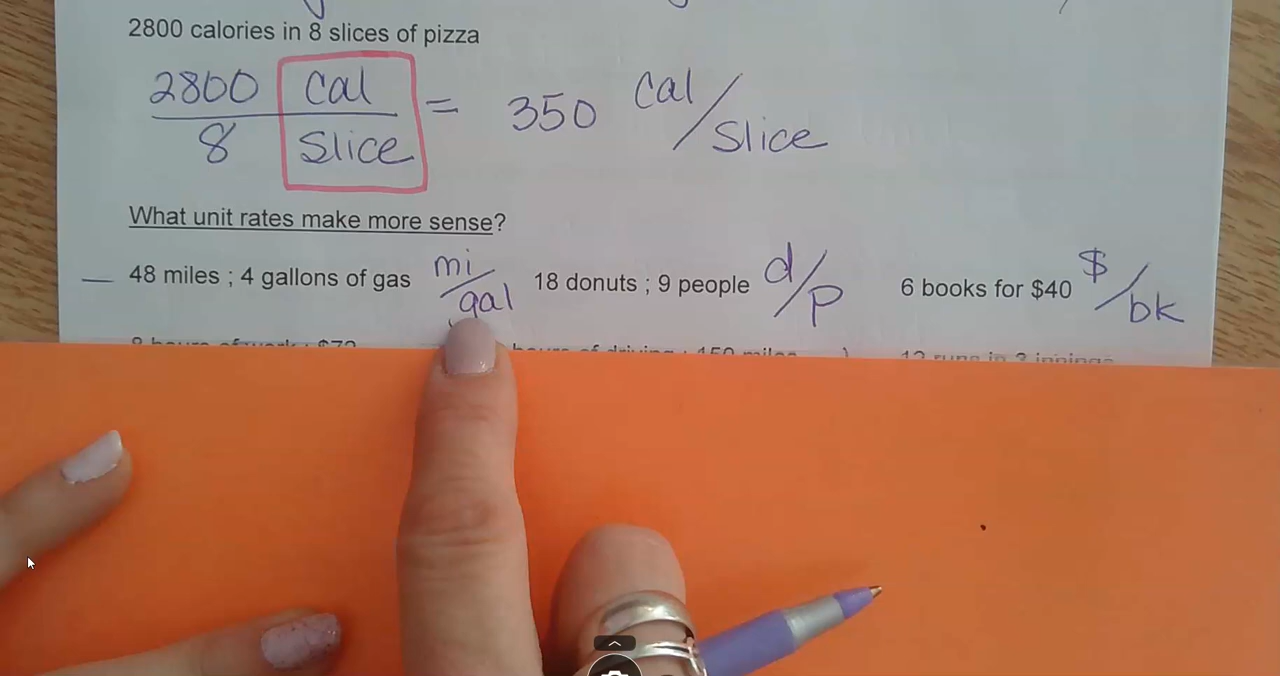 2800 calories in 8 slices of pizza
2800 cal = 350 cal/slice
8 slice
What unit rates make more sense?
48 miles ; 4 gallons of gas mi/gal 18 donuts ; 9 people d/p 6 books for $40 $/bk